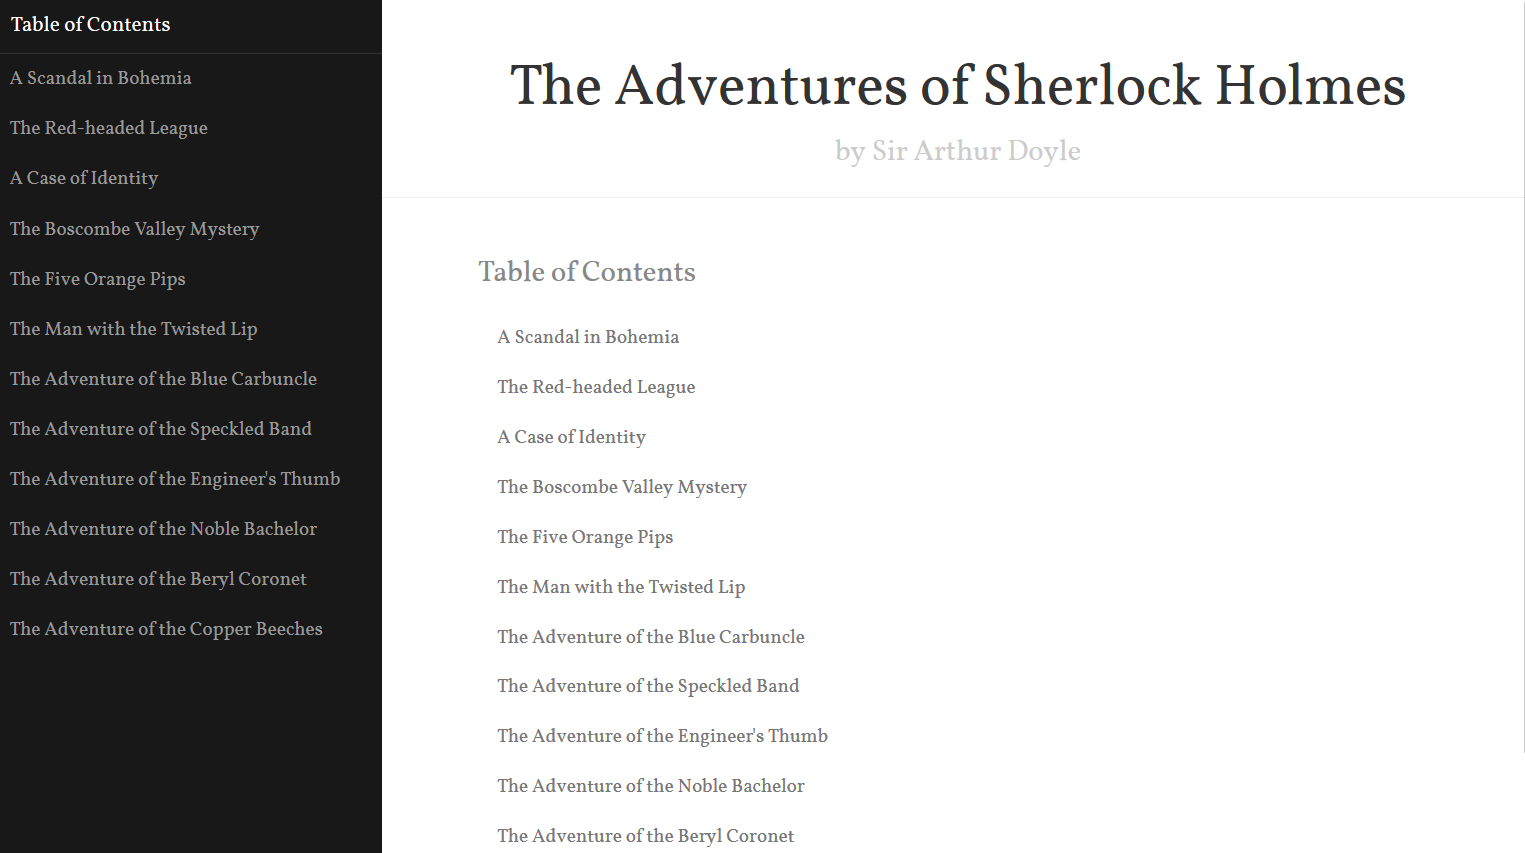 Table of Contents
A Scandal in Bohemia
The Red-headed League
A Case of Identity
The Boscombe Valley Mystery
The Five Orange Pips
The Man with the Twisted Lip
The Adventure of the Blue Carbuncle
The Adventure of the Speckled Band
The Adventure of the Engineer's Thumb
The Adventure of the Noble Bachelor
The Adventure of the Beryl Coronet
The Adventure of the Copper Beeches
The Adventures of Sherlock Holmes
by Sir Arthur Doyle
Table of Contents
A Scandal in Bohemia
The Red-headed League
A Case of Identity
The Boscombe Valley Mystery
The Five Orange Pips
The Man with the Twisted Lip
The Adventure of the Blue Carbuncle
The Adventure of the Speckled Band
The Adventure of the Engineer's Thumb
The Adventure of the Noble Bachelor
The Adventure of the Beryl Coronet